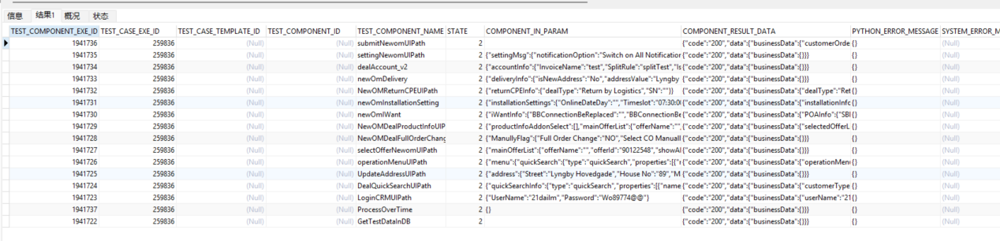 信息 结果1 概况 状态
TEST_COMPONENT_EXE_ID TEST_CASE_EXE_ID TEST_CASE_TEMPLATE_ID TEST_COMPONENT_ID TEST_COMPONENT_NAME STATE COMPONENT_IN_PARAM COMPONENT_RESULT_DATA PYTHON_ERROR_MESSAGE SYSTEM_ERROR_M
1941736 259836 (Null) (Null) submitNewomUIPath 2 {"code":"200","data":{"businessData":{"customerOrde {} (Null)
1941735 259836 (Null) (Null) settingNewomUIPath 2 {"settingMsg":{"notificationOption":"Switch on All Notification {"code":"200","data":{"businessData":{}}} {} (Null)
1941734 259836 (Null) (Null) dealAccount_v2 2 {"accountInfo":{"InvoiceName":"test","SplitRule":"splitTest","Is {"code":"200","data":{"businessData":{}}} {} (Null)
1941733 259836 (Null) (Null) newOmDelivery 2 {"deliveryInfo":{"isNewAddress":"No","addressValue":"Lyngby {"code":"200","data":{"businessData":{}}} {} (Null)
1941732 259836 (Null) (Null) NewOMReturnCPEUIPath 2 {"returnCPEInfo":{"dealType":"Return by Logistics","SN":""}} {"code":"200","data":{"businessData":{"dealType":"Ret {} (Null)
1941731 259836 (Null) (Null) newOmInstallationSetting 2 {"installationSettings":{"OnlineDateDay":"","Timeslot":"07:30:0 {"code":"200","data":{"businessData":{"installationInfo {} (Null)
1941730 259836 (Null) (Null) newOmIWant 2 {"iWantInfo":{"BBConnectionBeReplaced":"","BBConnectionBe {"code":"200","data":{"businessData":{"POAInfo":{"SB {} (Null)
1941729 259836 (Null) (Null) NewOMDealProductInfoUIP 2 {"productInfoAddonSelect":[],"mainOfferList":{"offerName":"", {"code":"200","data":{"businessData":{"selectedOfferL {} (Null)
1941728 259836 (Null) (Null) NewOMDealFullOrderChang 2 {"ManullyFlag":{"Full Order Change":"NO","Select CO Manuall {"code":"200","data":{"businessData":{}}} {} (Null)
1941727 259836 (Null) (Null) selectOfferNewomUIPath 2 {"mainOfferList":{"offerName":"","offerId":"90122548","showAl {"code":"200","data":{"businessData":{}}} {} (Null)
1941726 259836 (Null) (Null) operationMenuUIPath 2 {"menu":{"quickSearch":{"type":"quickSearch","properties":[{"r {"code":"200","data":{"businessData":{"operationMen {} (Null)
1941725 259836 (Null) (Null) UpdateAddressUIPath 2 {"address":{"Street":"Lyngby Hovedgade","House No":"89","M {"code":"200","data":{"businessData":{}}} {} (Null)
1941724 259836 (Null) (Null) DealQuickSearchUIPath 2 {"quickSearchInfo":{"type":"quickSearch","properties":[{"name {"code":"200","data":{"businessData":{"customerType {} (Null)
1941723 259836 (Null) (Null) LoginCRMUIPath 2 {"UserName":"21dailm","Password":"Wo89774@@"} {"code":"200","data":{"businessData":{"userName":"21 {} (Null)
1941737 259836 (Null) (Null) ProcessOverTime 2 {} {"code":"200","data":{"businessData":{}}} {} (Null)
1941722 259836 (Null) (Null) GetTestDataInDB 2 {"code":"200","data":{"businessData":{}}} {} (Null)